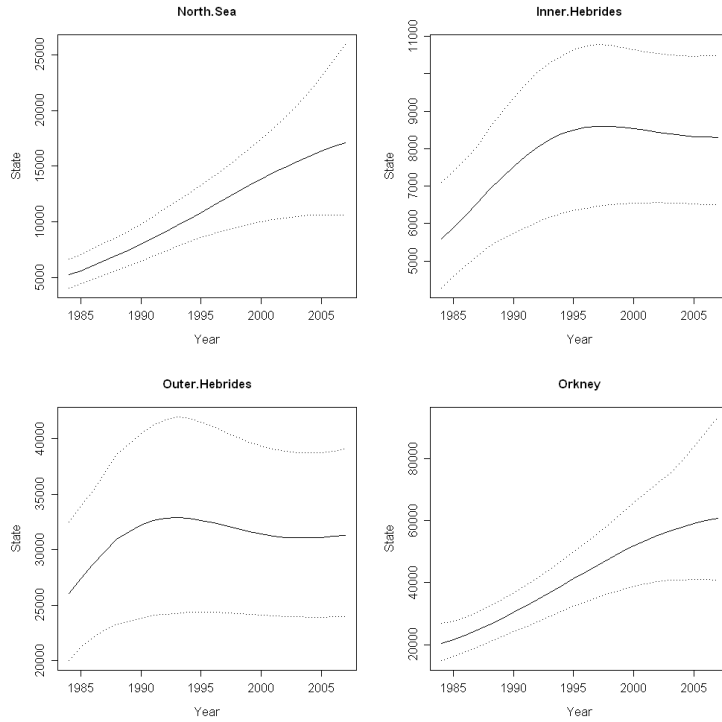 North.Sea
State
25000
20000
15000
10000
5000
1985 1990 1995 2000 2005
Year
Inner.Hebrides
State
11000
9000
8000
7000
6000
5000
1985 1990 1995 2000 2005
Year
Outer.Hebrides
State
40000
35000
30000
25000
20000
1985 1990 1995 2000 2005
Year
Orkney
State
80000
60000
40000
20000
1985 1990 1995 2000 2005
Year